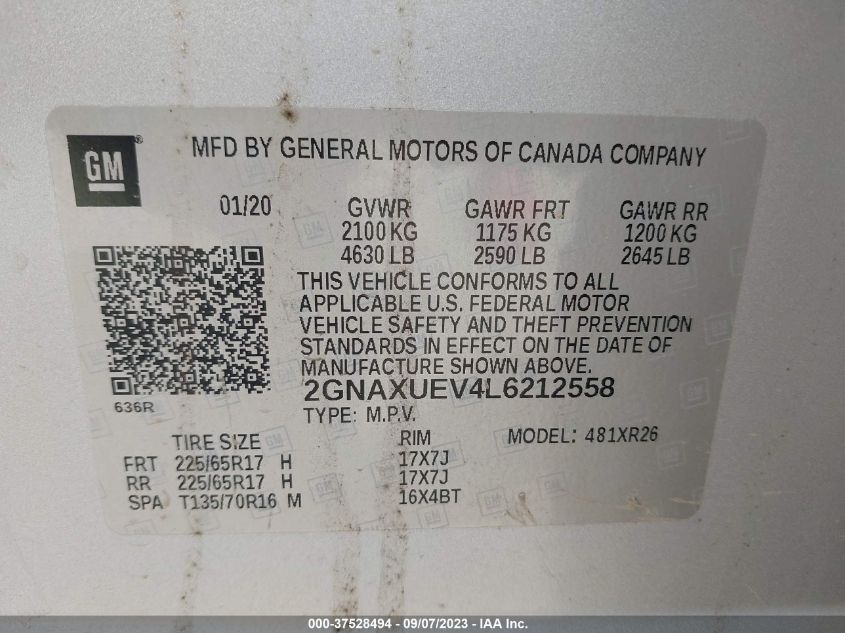 GM
MFD BY GENERAL MOTORS OF CANADA COMPANY
01/20 GVWR GAWR FRT GAWR RR
2100 KG 1175 KG 1200 KG
4630 LB 2590 LB 2645 LB
THIS VEHICLE CONFORMS TO ALL
APPLICABLE U.S. FEDERAL MOTOR
VEHICLE SAFETY AND THEFT PREVENTION
STANDARDS IN EFFECT ON THE DATE OF
MANUFACTURE SHOWN ABOVE.
2GNAXUEV4L6212558
636R
TYPE: M.P.V.
TIRE SIZE RIM MODEL: 481XR26
FRT 225/65R17 H 17X7J
RR 225/65R17 H 17X7J
SPA T135/70R16 M 16X4BT
000-37528494 - 09/07/2023 - IAA Inc.